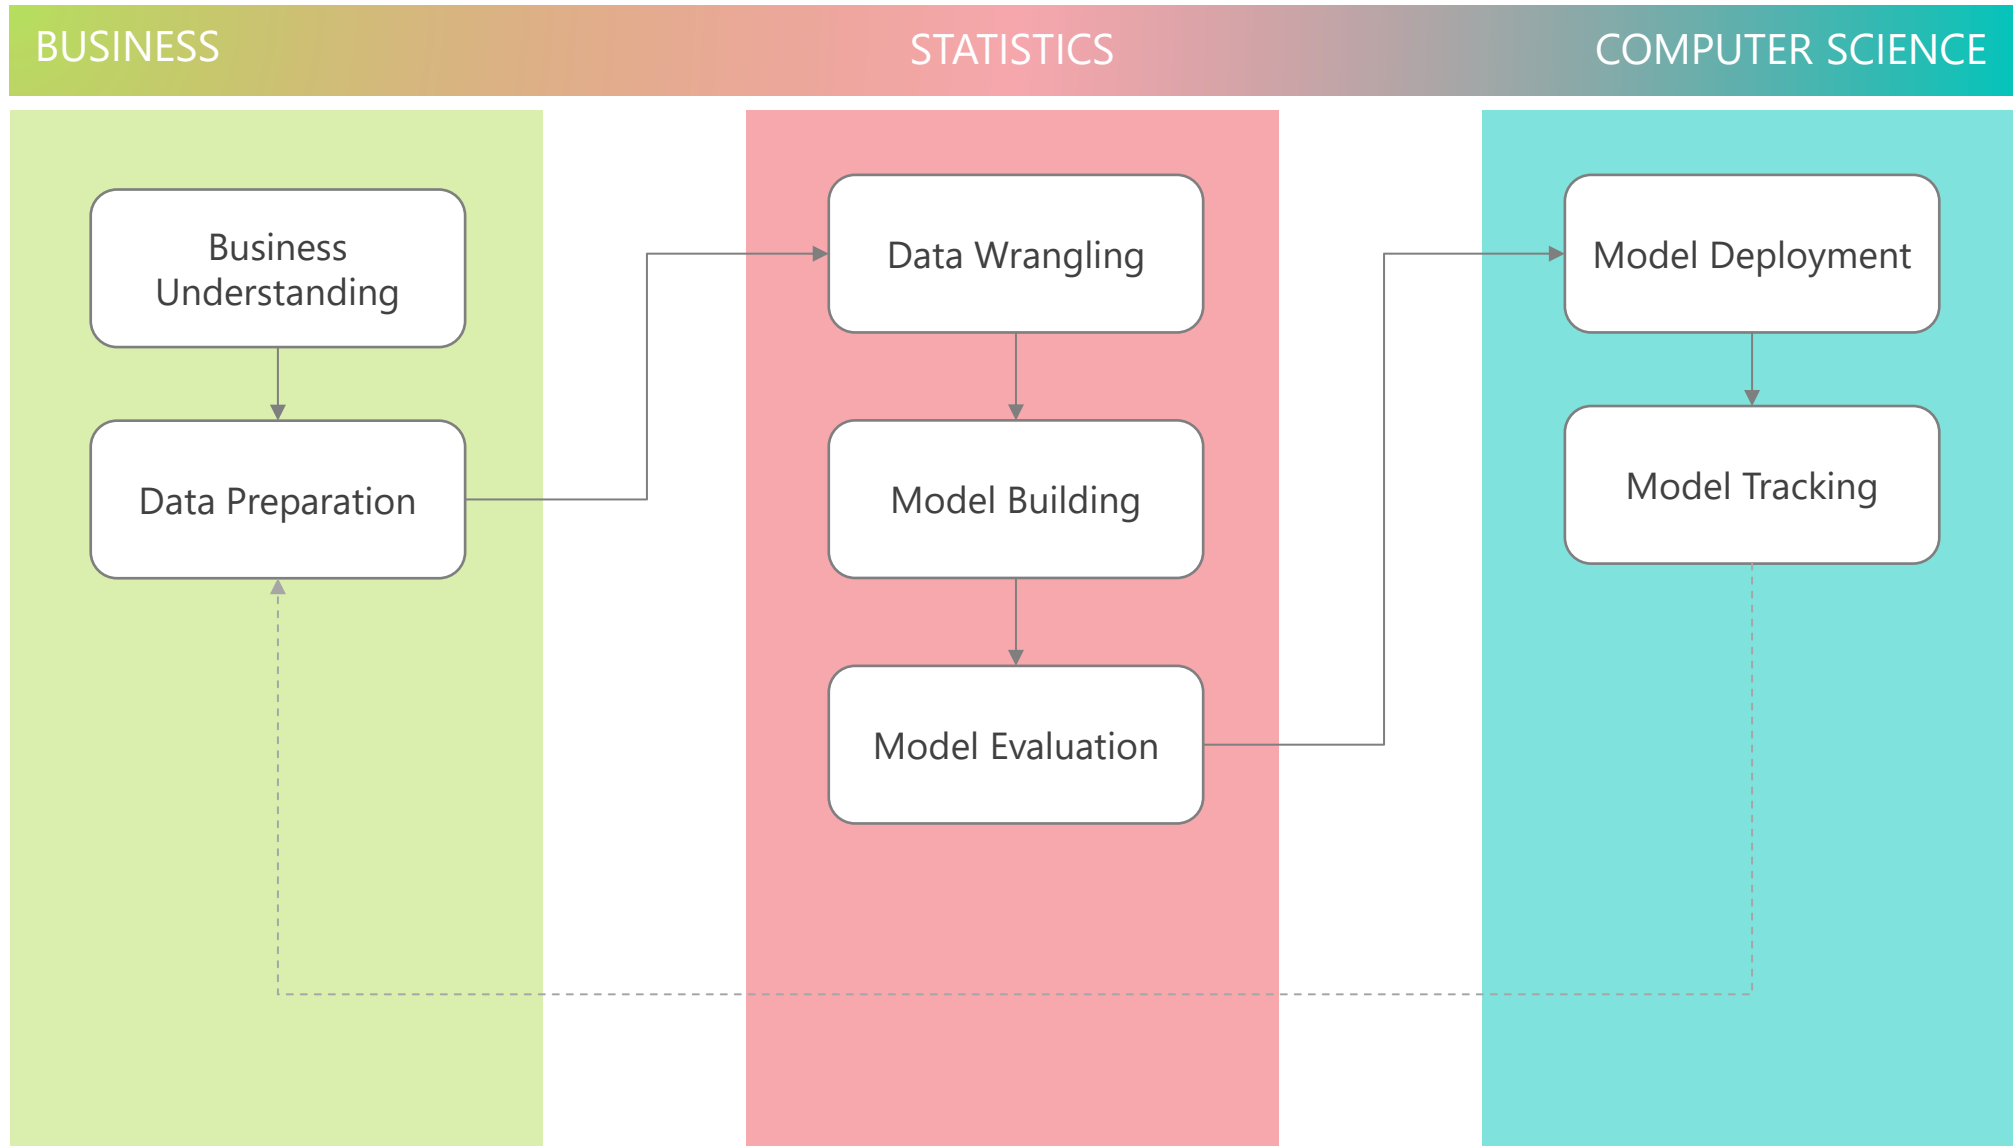 BUSINESS
STATISTICS
COMPUTER SCIENCE
Business
Understanding
Data Preparation
Data Wrangling
Model Building
Model Evaluation
Model Deployment
Model Tracking